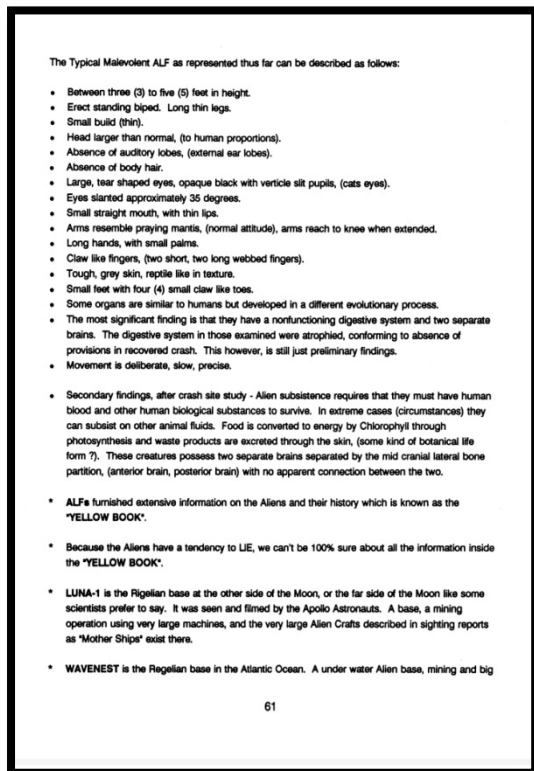 The Typical Malevolent ALF as represented thus far can be described as follows:
• Between three (3) to five (5) feet in height.
• Erect standing biped. Long thin legs.
• Small build (thin).
• Head larger than normal, (to human proportions).
• Absence of auditory lobes, (external ear lobes).
• Absence of body hair.
• Large, tear shaped eyes, opaque black with verticle slit pupils, (cats eyes).
• Eyes slanted approximately 35 degrees.
• Small straight mouth, with thin lips.
• Arms resemble praying mantis, (normal attitude), arms reach to knee when extended.
• Long hands, with small palms.
• Claw like fingers, (two short, two long webbed fingers).
• Tough, grey skin, reptile like in texture.
• Small feet with four (4) small claw like toes.
• Some organs are similar to humans but developed in a different evolutionary process.
• The most significant finding is that they have a nonfunctioning digestive system and two separate
brains. The digestive system in those examined were atrophied, conforming to absence of
provisions in recovered crash. This however, is still just preliminary findings.
• Movement is deliberate, slow, precise.
• Secondary findings, after crash site study - Alien subsistence requires that they must have human
blood and other human biological substances to survive. In extreme cases (circumstances) they
can subsist on other animal fluids. Food is converted to energy by Chlorophyll through
photosynthesis and waste products are excreted through the skin, (some kind of botanical life
form ?). These creatures possess two separate brains separated by the mid cranial lateral bone
partition, (anterior brain, posterior brain) with no apparent connection between the two.
* ALFs furnished extensive information on the Aliens and their history which is known as the
"YELLOW BOOK".
* Because the Aliens have a tendency to LIE, we can't be 100% sure about all the information inside
the "YELLOW BOOK".
* LUNA-1 is the Rigelian base at the other side of the Moon, or the far side of the Moon like some
scientists prefer to say. It was seen and filmed by the Apollo Astronauts. A base, a mining
operation using very large machines, and the very large Alien Crafts described in sighting reports
as "Mother Ships" exist there.
* WAVENEST is the Regelian base in the Atlantic Ocean. A under water Alien base, mining and big
61